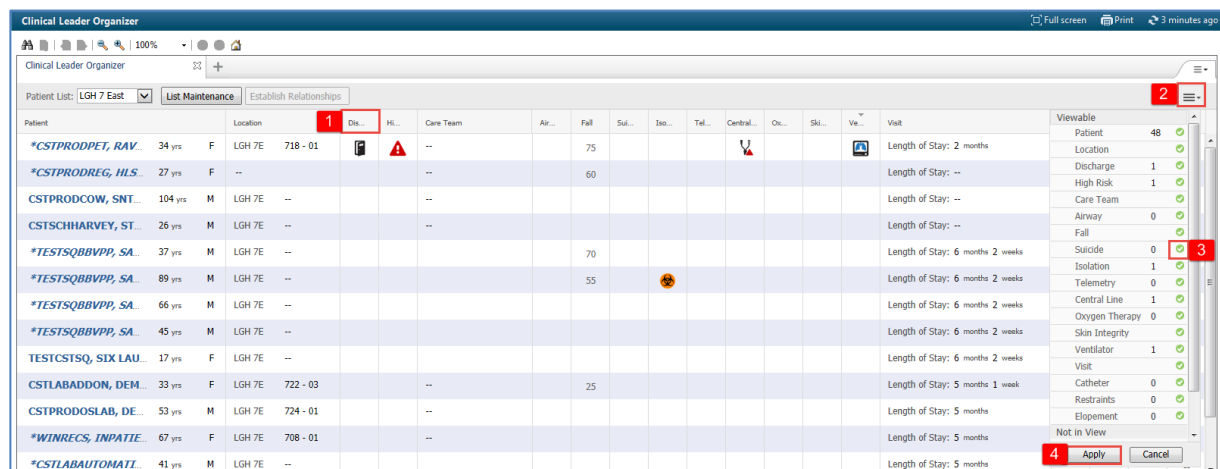 Clinical Leader Organizer
Full screen Print 3 minutes ago
100%
Clinical Leader Organizer
Patient List: LGH 7 East List Maintenance Establish Relationships 2
Patient Location 1 Dis... Hi... Care Team Air... Fall Sui... Iso... Tel... Central... Ox... Ski... Ve... Visit
*CSTPRODPET, RAV... 34 yrs F LGH 7E 718 - 01 -- 75 Length of Stay: 2 months
*CSTPRODREG, HLS... 27 yrs F -- -- 60 Length of Stay: --
CSTPRODCOW, SNT... 104 yrs M LGH 7E -- -- Length of Stay: --
CSTSCHHARVEY, ST... 26 yrs M LGH 7E -- -- Length of Stay: --
*TESTSQBBVPP, SA... 37 yrs M LGH 7E -- 70 Length of Stay: 6 months 2 weeks
*TESTSQBBVPP, SA... 89 yrs M LGH 7E -- 55 Length of Stay: 6 months 2 weeks
*TESTSQBBVPP, SA... 66 yrs M LGH 7E -- Length of Stay: 6 months 2 weeks
*TESTSQBBVPP, SA... 45 yrs M LGH 7E -- Length of Stay: 6 months 2 weeks
TESTCSTSQ, SIX LAU... 17 yrs F LGH 7E -- Length of Stay: 6 months 2 weeks
CSTLABADDON, DEM... 33 yrs F LGH 7E 722 - 03 -- 25 Length of Stay: 5 months 1 week
CSTPRODOSLAB, DE... 53 yrs M LGH 7E 724 - 01 -- Length of Stay: 5 months
*WINRECS, INPATIE... 67 yrs F LGH 7E 708 - 01 -- Length of Stay: 5 months
*CSTLABAUTOMATI... 41 yrs M LGH 7E -- Length of Stay: 5 months
Viewable
Patient 48
Location
Discharge 1
High Risk 1
Care Team
Airway 0
Fall
Suicide 0 3
Isolation 1
Telemetry 0
Central Line 1
Oxygen Therapy 0
Skin Integrity
Ventilator 1
Visit
Catheter 0
Restraints 0
Elopement 0
Not in View
4 Apply Cancel